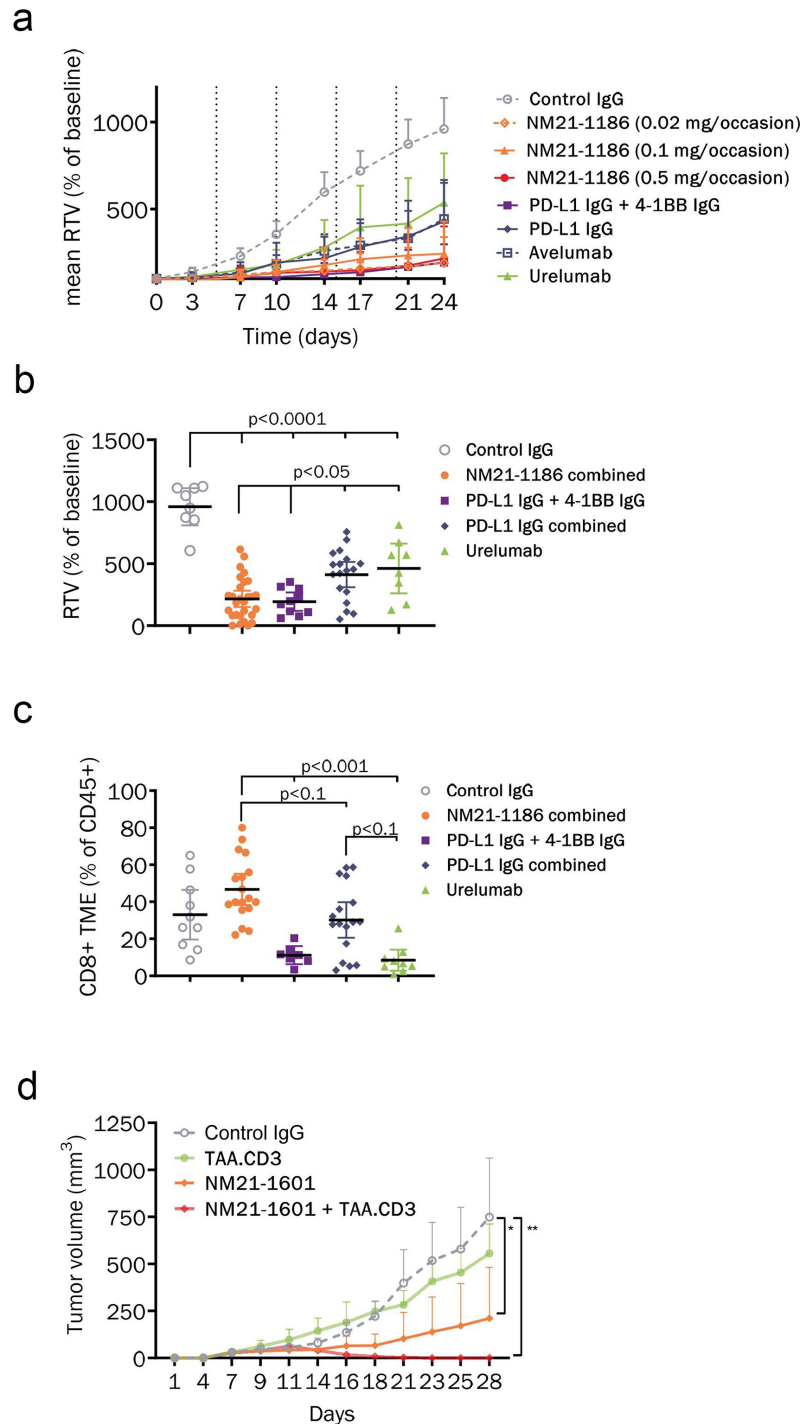 a
mean RTV (% of baseline)
1000
500
0 3 7 10 14 17 21 24
Time (days)
Control IgG
NM21-1186 (0.02 mg/occasion)
NM21-1186 (0.1 mg/occasion)
NM21-1186 (0.5 mg/occasion)
PD-L1 IgG + 4-1BB IgG
PD-L1 IgG
Avelumab
Urelumab
b
RTV (% of baseline)
1500
1000
500
0
p<0.0001
p<0.05
Control IgG
NM21-1186 combined
PD-L1 IgG + 4-1BB IgG
PD-L1 IgG combined
Urelumab
c
CD8+ TME (% of CD45+)
100
80
60
40
20
0
p<0.001
p<0.1
p<0.1
Control IgG
NM21-1186 combined
PD-L1 IgG + 4-1BB IgG
PD-L1 IgG combined
Urelumab
d
Tumor volume (mm³)
1250
1000
750
500
250
0
Control IgG
TAA.CD3
NM21-1601
NM21-1601 + TAA.CD3
* **
1 4 7 9 11 14 16 18 21 23 25 28
Days